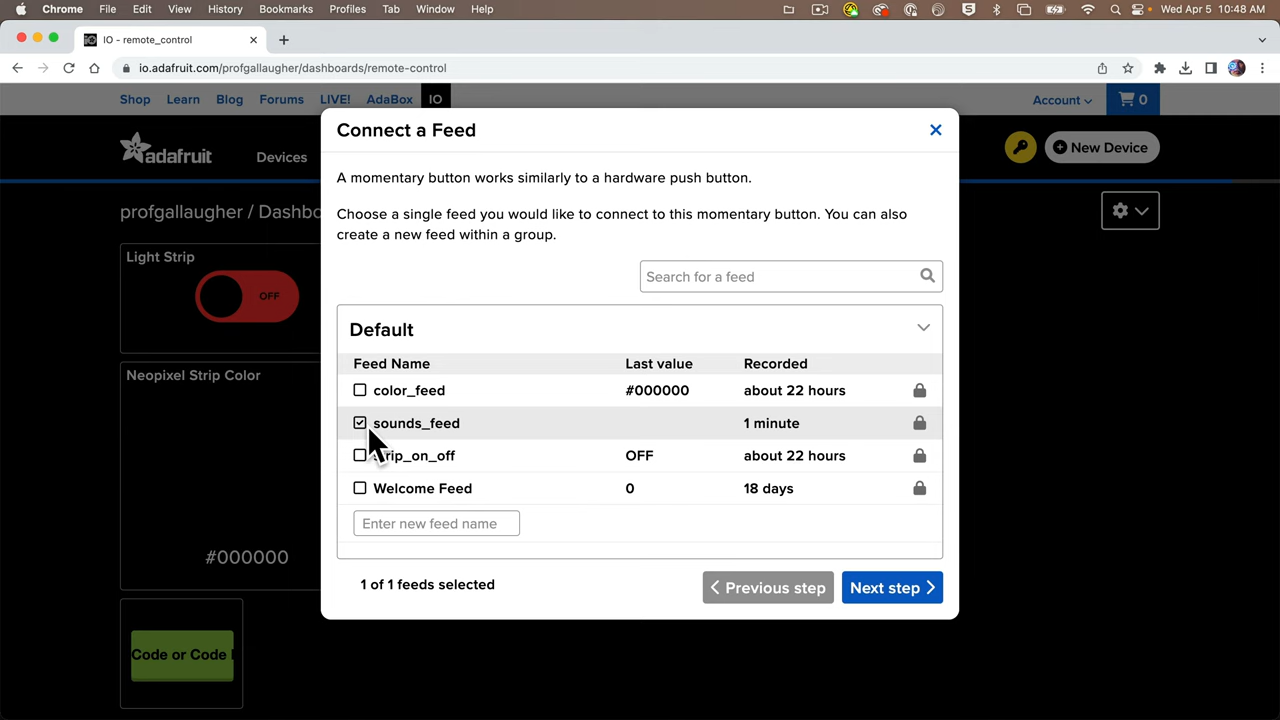 Chrome File Edit View History Bookmarks Profiles Tab Window Help Wed Apr 5 10:48 AM
IO - remote_control
io.adafruit.com/profgallaugher/dashboards/remote-control
Shop Learn Blog Forums LIVE! AdaBox IO Account 0
adafruit Devices New Device
profgallaugher / Dashbo
Connect a Feed
A momentary button works similarly to a hardware push button.
Choose a single feed you would like to connect to this momentary button. You can also
create a new feed within a group.
Search for a feed
Default
Feed Name Last value Recorded
color_feed #000000 about 22 hours
sounds_feed 1 minute
strip_on_off OFF about 22 hours
Welcome Feed 0 18 days
Enter new feed name
1 of 1 feeds selected
Previous step Next step
Light Strip
OFF
Neopixel Strip Color
#000000
Code or Code